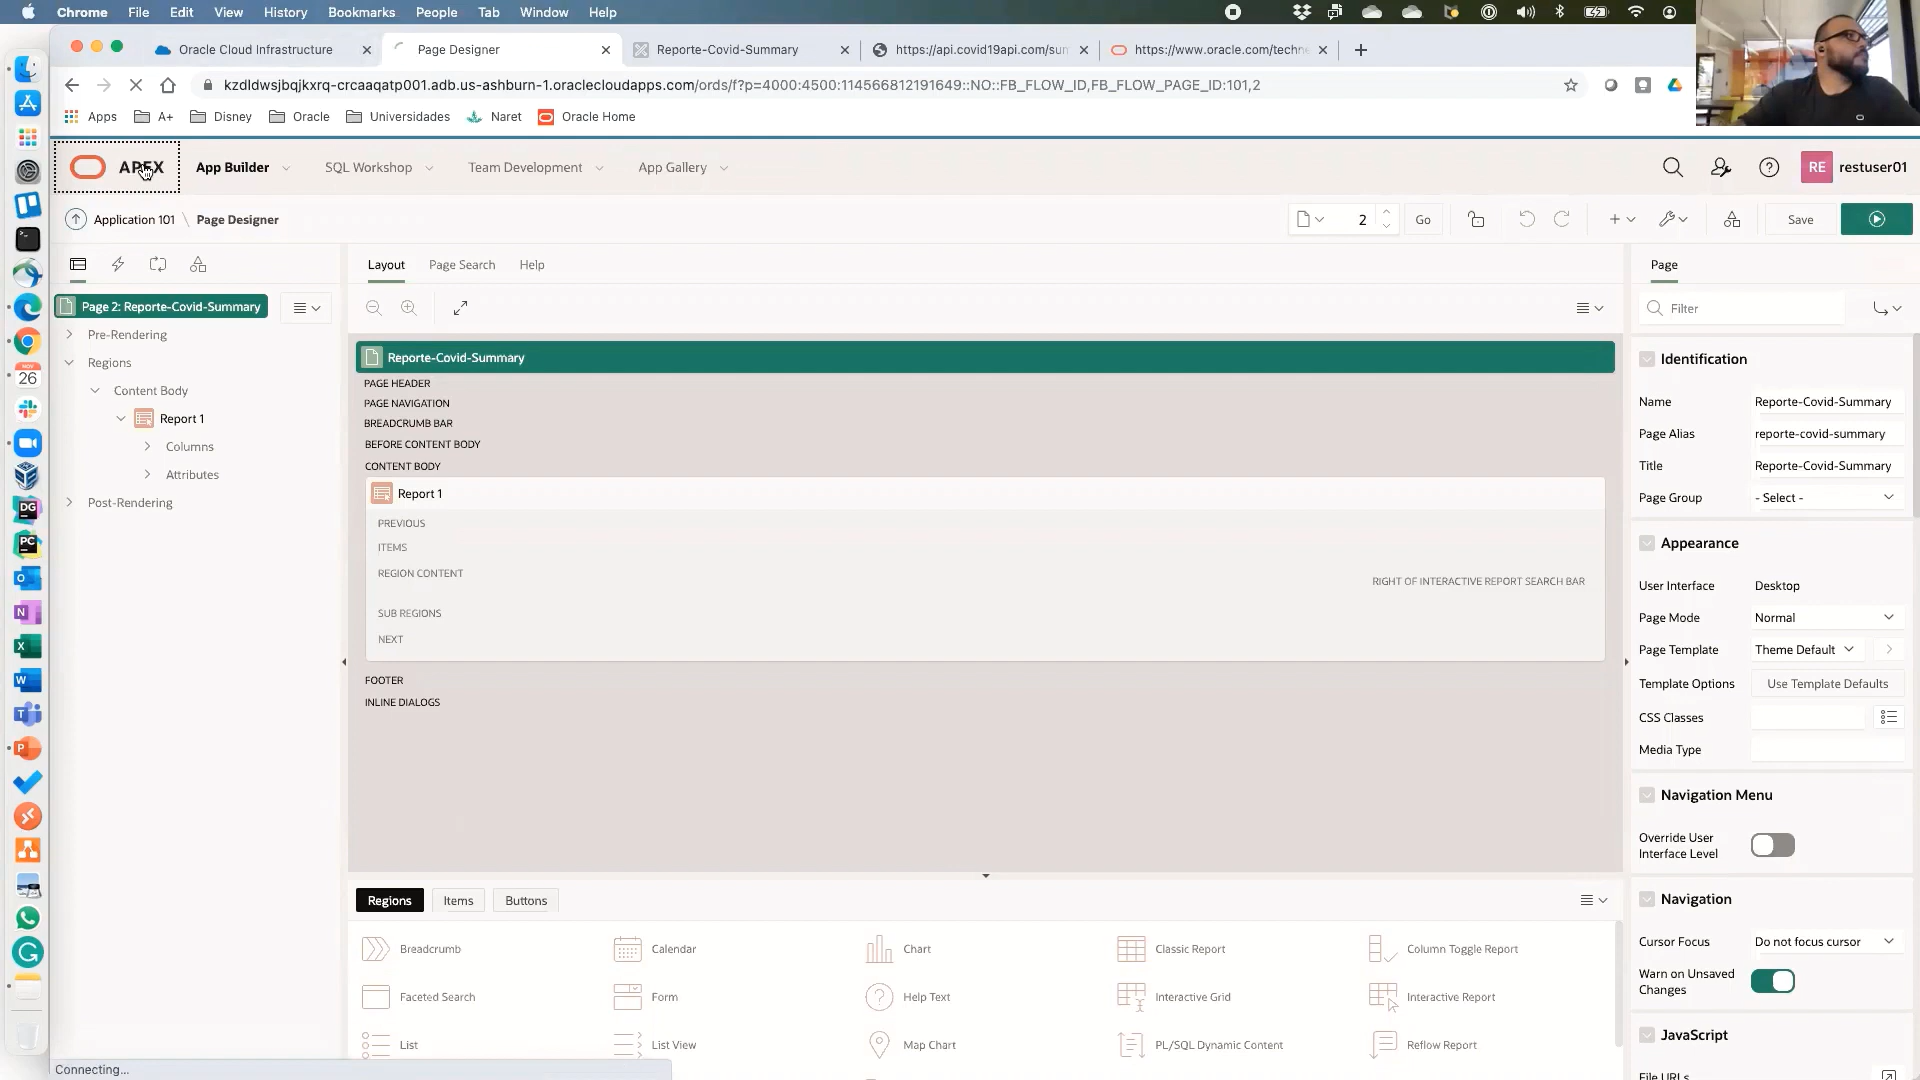 Chrome File Edit View History Bookmarks People Tab Window Help
Oracle Cloud Infrastructure Page Designer Reporte-Covid-Summary https://api.covid19api.com/sum https://www.oracle.com/techne
kzdldwsjbqjkxrq-crcaaqatp001.adb.us-ashburn-1.oraclecloudapps.com/ords/f?p=4000:4500:114566812191649::NO::FB_FLOW_ID,FB_FLOW_PAGE_ID:101,2
Apps A+ Disney Oracle Universidades Naret Oracle Home
APEX App Builder SQL Workshop Team Development App Gallery RE restuser01
Application 101 \ Page Designer 2 Go Save
Layout Page Search Help Page
Page 2: Reporte-Covid-Summary
Pre-Rendering
Regions
Content Body
Report 1
Columns
Attributes
Post-Rendering
Reporte-Covid-Summary
PAGE HEADER
PAGE NAVIGATION
BREADCRUMB BAR
BEFORE CONTENT BODY
CONTENT BODY
Report 1
PREVIOUS
ITEMS
REGION CONTENT
RIGHT OF INTERACTIVE REPORT SEARCH BAR
SUB REGIONS
NEXT
FOOTER
INLINE DIALOGS
Regions Items Buttons
Breadcrumb Calendar Chart Classic Report Column Toggle Report
Faceted Search Form Help Text Interactive Grid Interactive Report
List List View Map Chart PL/SQL Dynamic Content Reflow Report
Filter
Identification
Name Reporte-Covid-Summary
Page Alias reporte-covid-summary
Title Reporte-Covid-Summary
Page Group - Select -
Appearance
User Interface Desktop
Page Mode Normal
Page Template Theme Default
Template Options Use Template Defaults
CSS Classes
Media Type
Navigation Menu
Override User
Interface Level
Navigation
Cursor Focus Do not focus cursor
Warn on Unsaved
Changes
JavaScript
File URLs
NOV
26
DG
PC
Connecting...